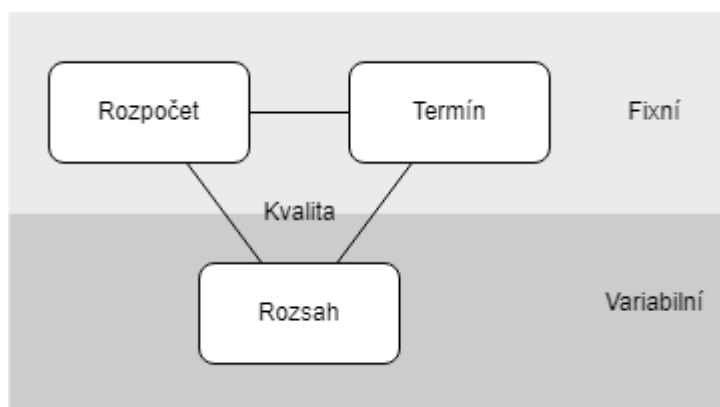 Rozpočet
Termín
Fixní
Kvalita
Rozsah
Variabilní